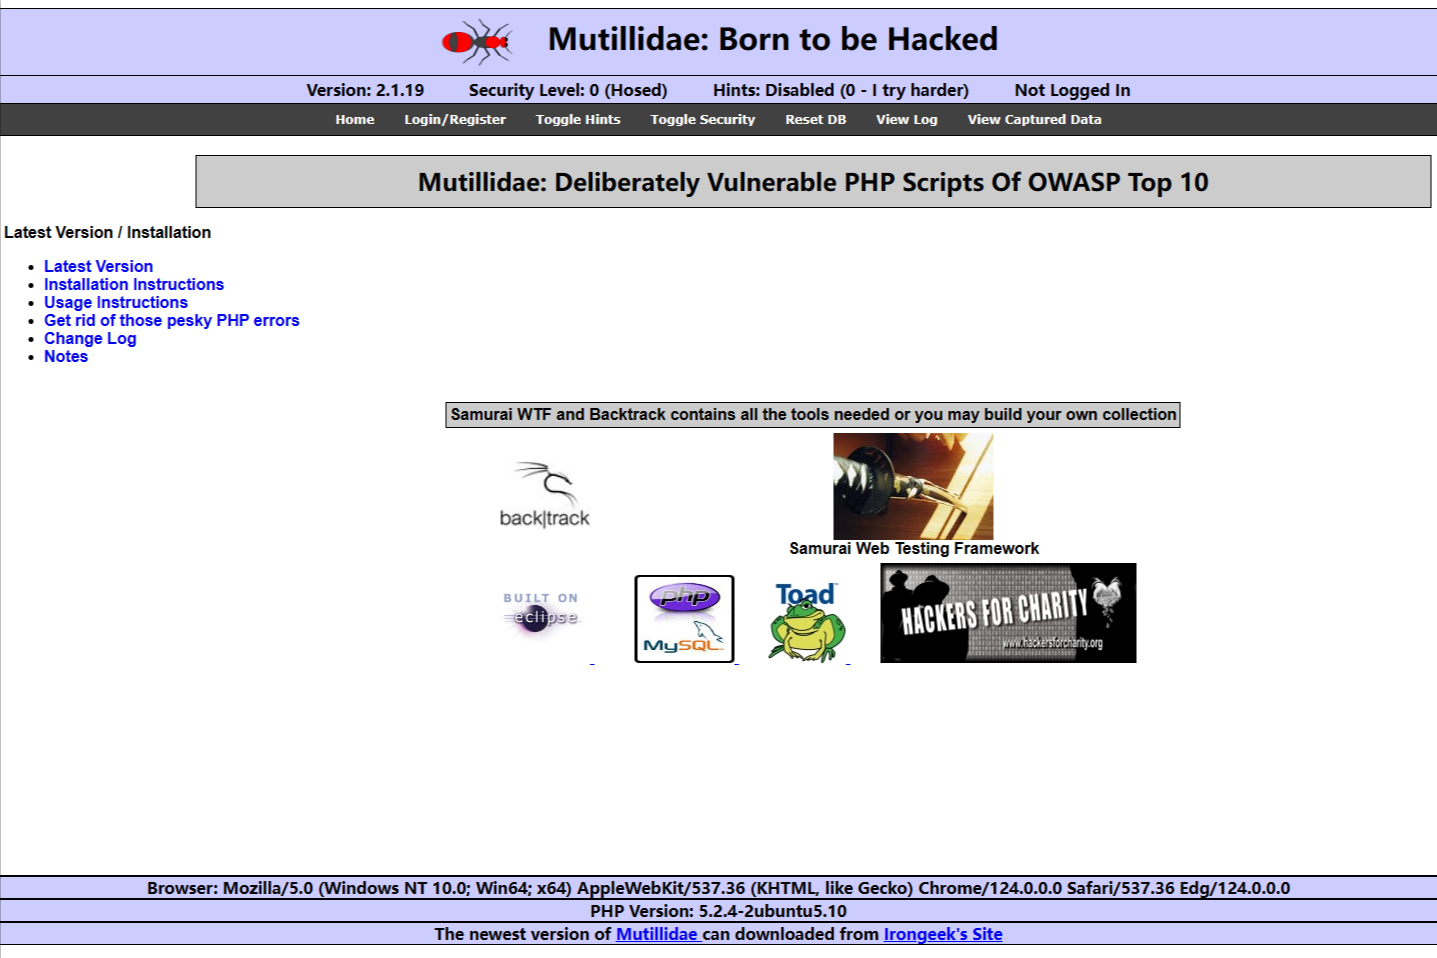 Mutillidae: Born to be Hacked
Version: 2.1.19 Security Level: 0 (Hosed) Hints: Disabled (0 - I try harder) Not Logged In
Home Login/Register Toggle Hints Toggle Security Reset DB View Log View Captured Data
Mutillidae: Deliberately Vulnerable PHP Scripts Of OWASP Top 10
Latest Version / Installation
Latest Version
Installation Instructions
Usage Instructions
Get rid of those pesky PHP errors
Change Log
Notes
Samurai WTF and Backtrack contains all the tools needed or you may build your own collection
back|track
Samurai Web Testing Framework
BUILT ON
eclipse
php
MySQL
Toad
HACKERS FOR CHARITY
www.hackersforcharity.org
Browser: Mozilla/5.0 (Windows NT 10.0; Win64; x64) AppleWebKit/537.36 (KHTML, like Gecko) Chrome/124.0.0.0 Safari/537.36 Edg/124.0.0.0
PHP Version: 5.2.4-2ubuntu5.10
The newest version of Mutillidae can downloaded from Irongeek's Site